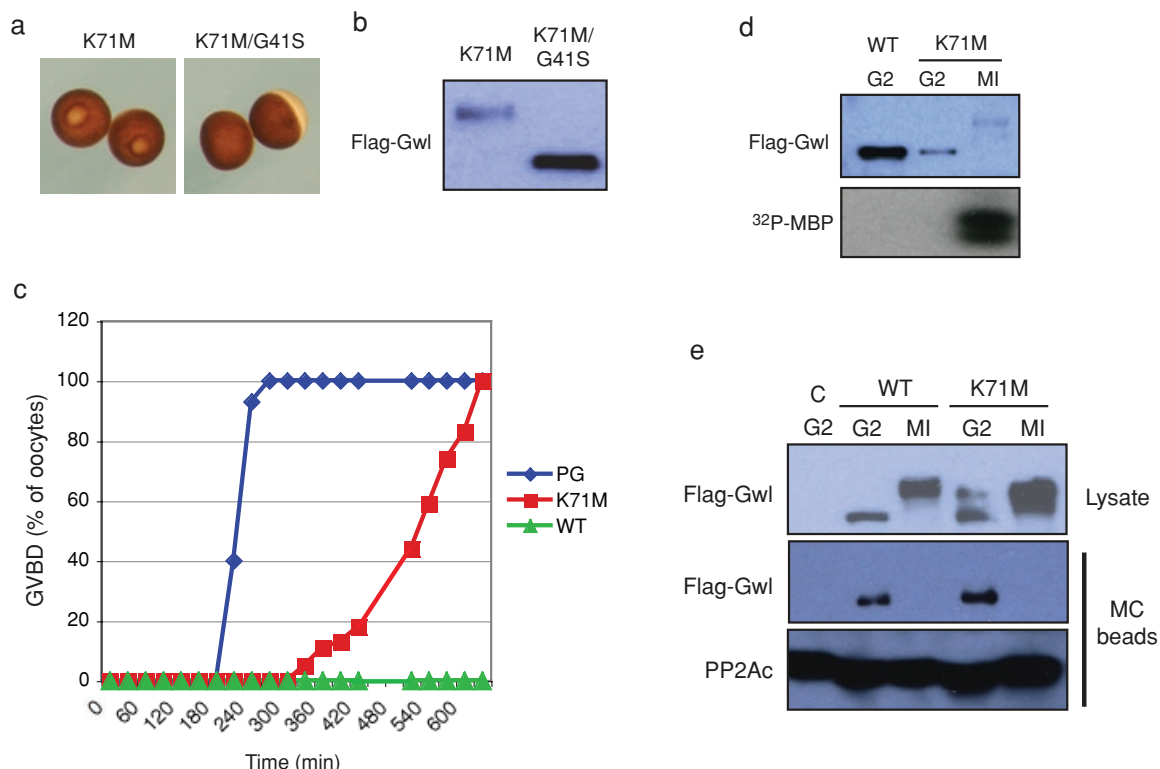 a
K71M
K71M/G41S
b
K71M
K71M/
G41S
Flag-Gwl
c
GVBD (% of oocytes)
120
100
80
60
40
20
0
0
60
120
180
240
300
360
420
480
540
600
Time (min)
PG
K71M
WT
d
WT
K71M
G2
G2
MI
Flag-Gwl
32P-MBP
e
C
WT
K71M
G2
G2
MI
G2
MI
Flag-Gwl
Lysate
Flag-Gwl
MC
beads
PP2Ac